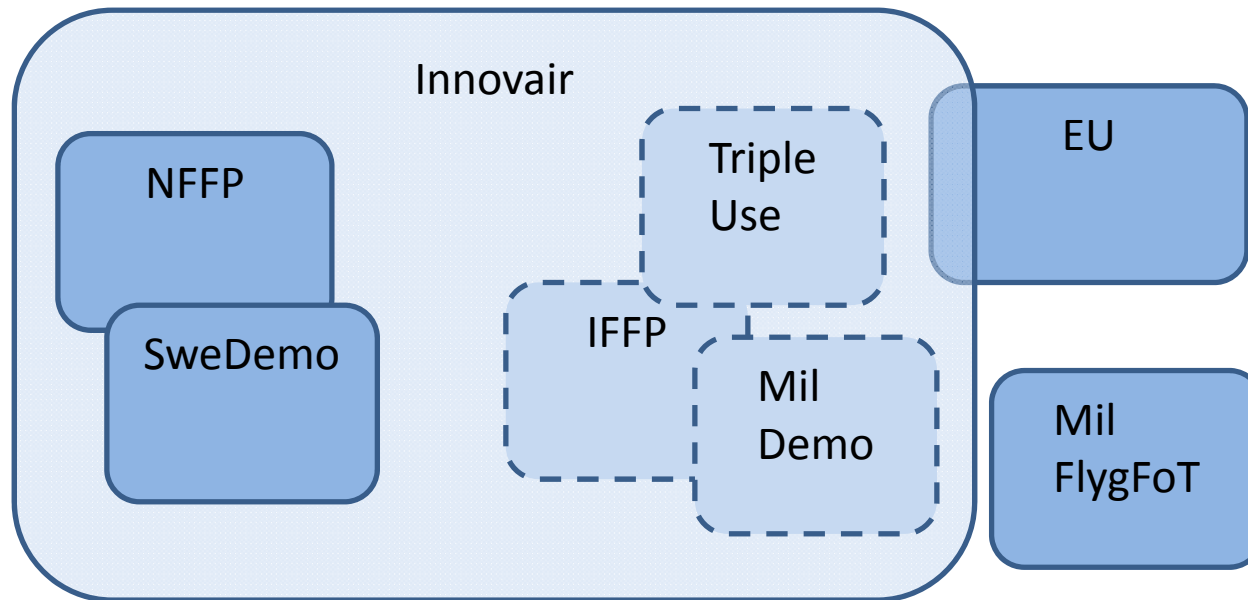 Innovair
NFFP
SweDemo
Triple
Use
IFFP
Mil
Demo
EU
Mil
FlygFoT